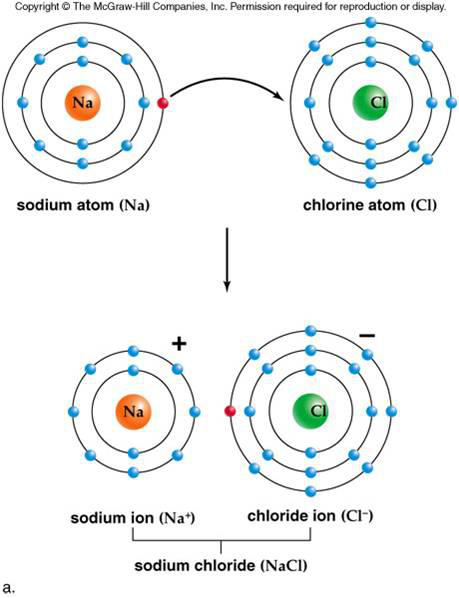 Copyright © The McGraw-Hill Companies, Inc. Permission required for reproduction or display.
Na
Cl
sodium atom (Na)
chlorine atom (Cl)
+
–
Na
Cl
sodium ion (Na⁺)
chloride ion (Cl⁻)
sodium chloride (NaCl)
a.